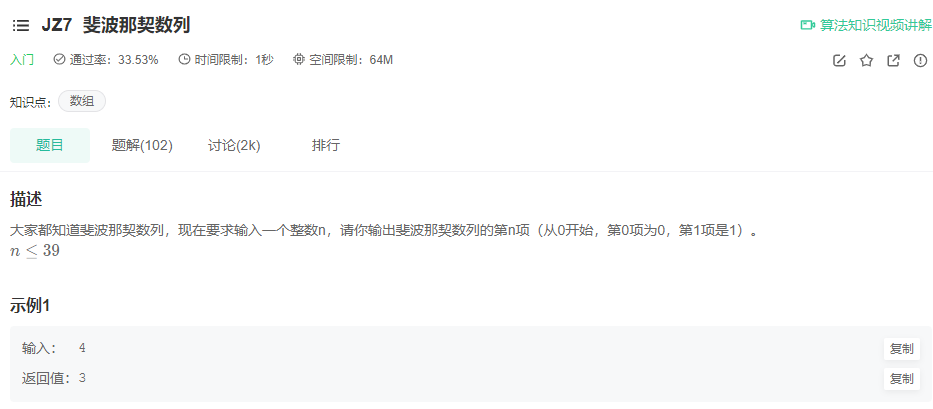 JZ7 斐波那契数列 算法知识视频讲解
入门 通过率：33.53% 时间限制：1秒 空间限制：64M
知识点： 数组
题目 题解(102) 讨论(2k) 排行
描述
大家都知道斐波那契数列，现在要求输入一个整数n，请你输出斐波那契数列的第n项（从0开始，第0项为0，第1项是1）。
n ≤ 39
示例1
输入： 4 复制
返回值：3 复制